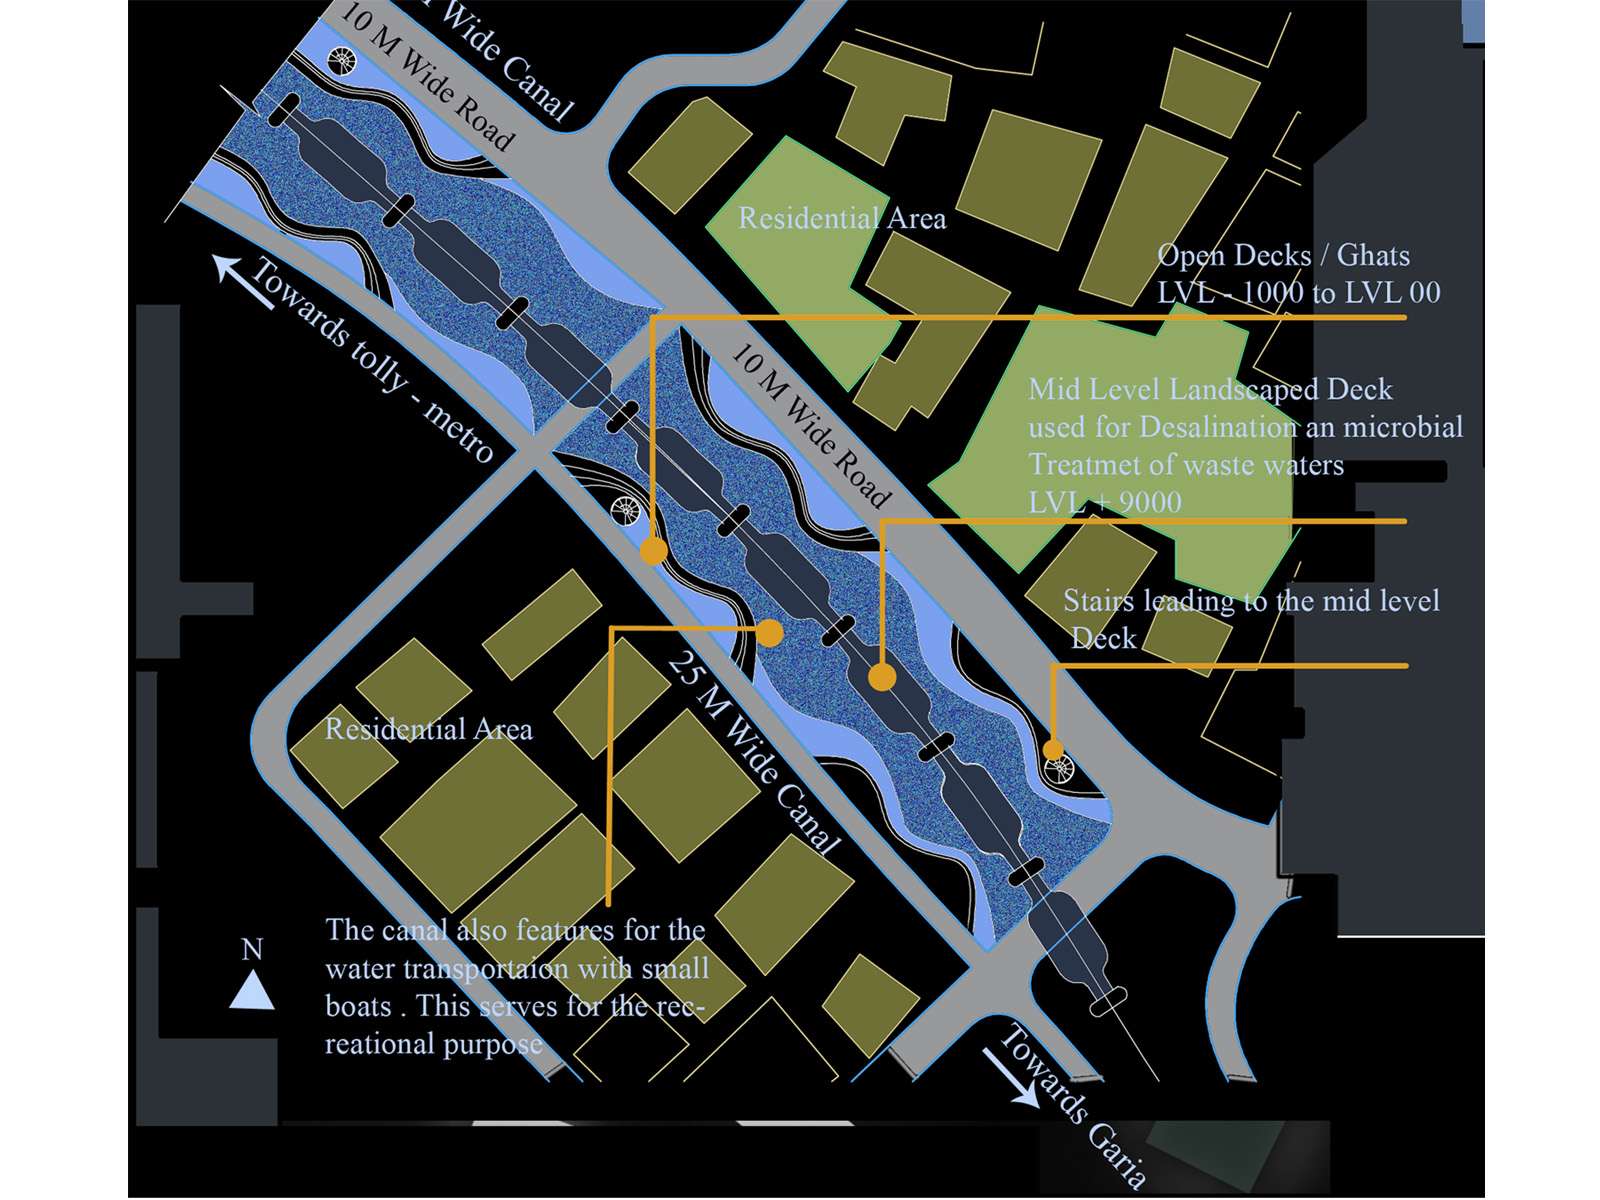 M Wide Canal
10 M Wide Road
Residential Area
Open Decks / Ghats
LVL - 1000 to LVL 00
Towards tolly - metro
10 M Wide Road
Mid Level Landscaped Deck
used for Desalination an microbial
Treatmet of waste waters
LVL + 9000
Stairs leading to the mid level
Deck
25 M Wide Canal
Residential Area
The canal also features for the
water transportaion with small
boats . This serves for the rec-
reational purpose
N
Towards Garia